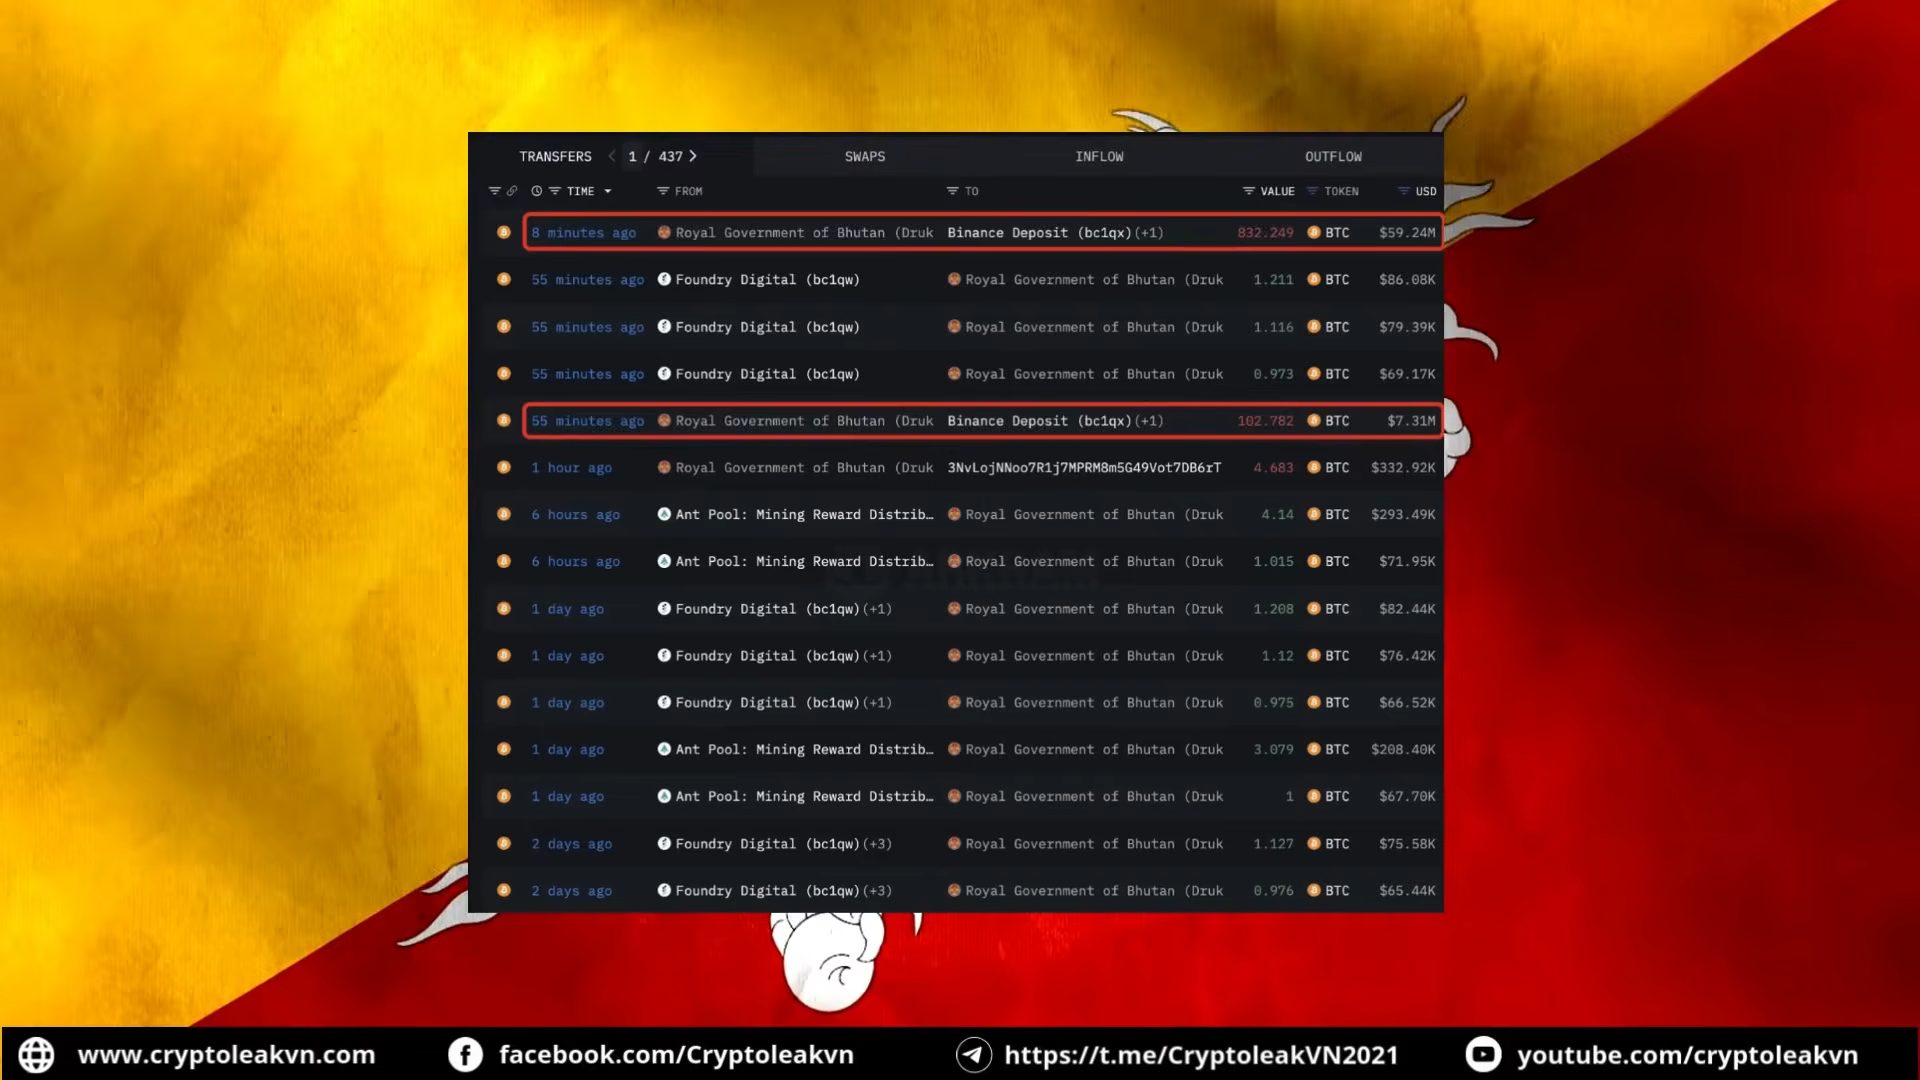 TRANSFERS 1 / 437 SWAPS INFLOW OUTFLOW
TIME FROM TO VALUE TOKEN USD
8 minutes ago Royal Government of Bhutan (Druk Binance Deposit (bc1qx) (+1) 832.249 BTC $59.24M
55 minutes ago Foundry Digital (bc1qw) Royal Government of Bhutan (Druk 1.211 BTC $86.08K
55 minutes ago Foundry Digital (bc1qw) Royal Government of Bhutan (Druk 1.116 BTC $79.39K
55 minutes ago Foundry Digital (bc1qw) Royal Government of Bhutan (Druk 0.973 BTC $69.17K
55 minutes ago Royal Government of Bhutan (Druk Binance Deposit (bc1qx) (+1) 102.782 BTC $7.31M
1 hour ago Royal Government of Bhutan (Druk 3NvLojNNoo7R1j7MPRM8m5G49Vot7DB6rT 4.683 BTC $332.92K
6 hours ago Ant Pool: Mining Reward Distrib… Royal Government of Bhutan (Druk 4.14 BTC $293.49K
6 hours ago Ant Pool: Mining Reward Distrib… Royal Government of Bhutan (Druk 1.015 BTC $71.95K
1 day ago Foundry Digital (bc1qw) (+1) Royal Government of Bhutan (Druk 1.208 BTC $82.44K
1 day ago Foundry Digital (bc1qw) (+1) Royal Government of Bhutan (Druk 1.12 BTC $76.42K
1 day ago Foundry Digital (bc1qw) (+1) Royal Government of Bhutan (Druk 0.975 BTC $66.52K
1 day ago Ant Pool: Mining Reward Distrib… Royal Government of Bhutan (Druk 3.079 BTC $208.40K
1 day ago Ant Pool: Mining Reward Distrib… Royal Government of Bhutan (Druk 1 BTC $67.70K
2 days ago Foundry Digital (bc1qw) (+3) Royal Government of Bhutan (Druk 1.127 BTC $75.58K
2 days ago Foundry Digital (bc1qw) (+3) Royal Government of Bhutan (Druk 0.976 BTC $65.44K
www.cryptoleakvn.com facebook.com/Cryptoleakvn https://t.me/CryptoleakVN2021 youtube.com/cryptoleakvn